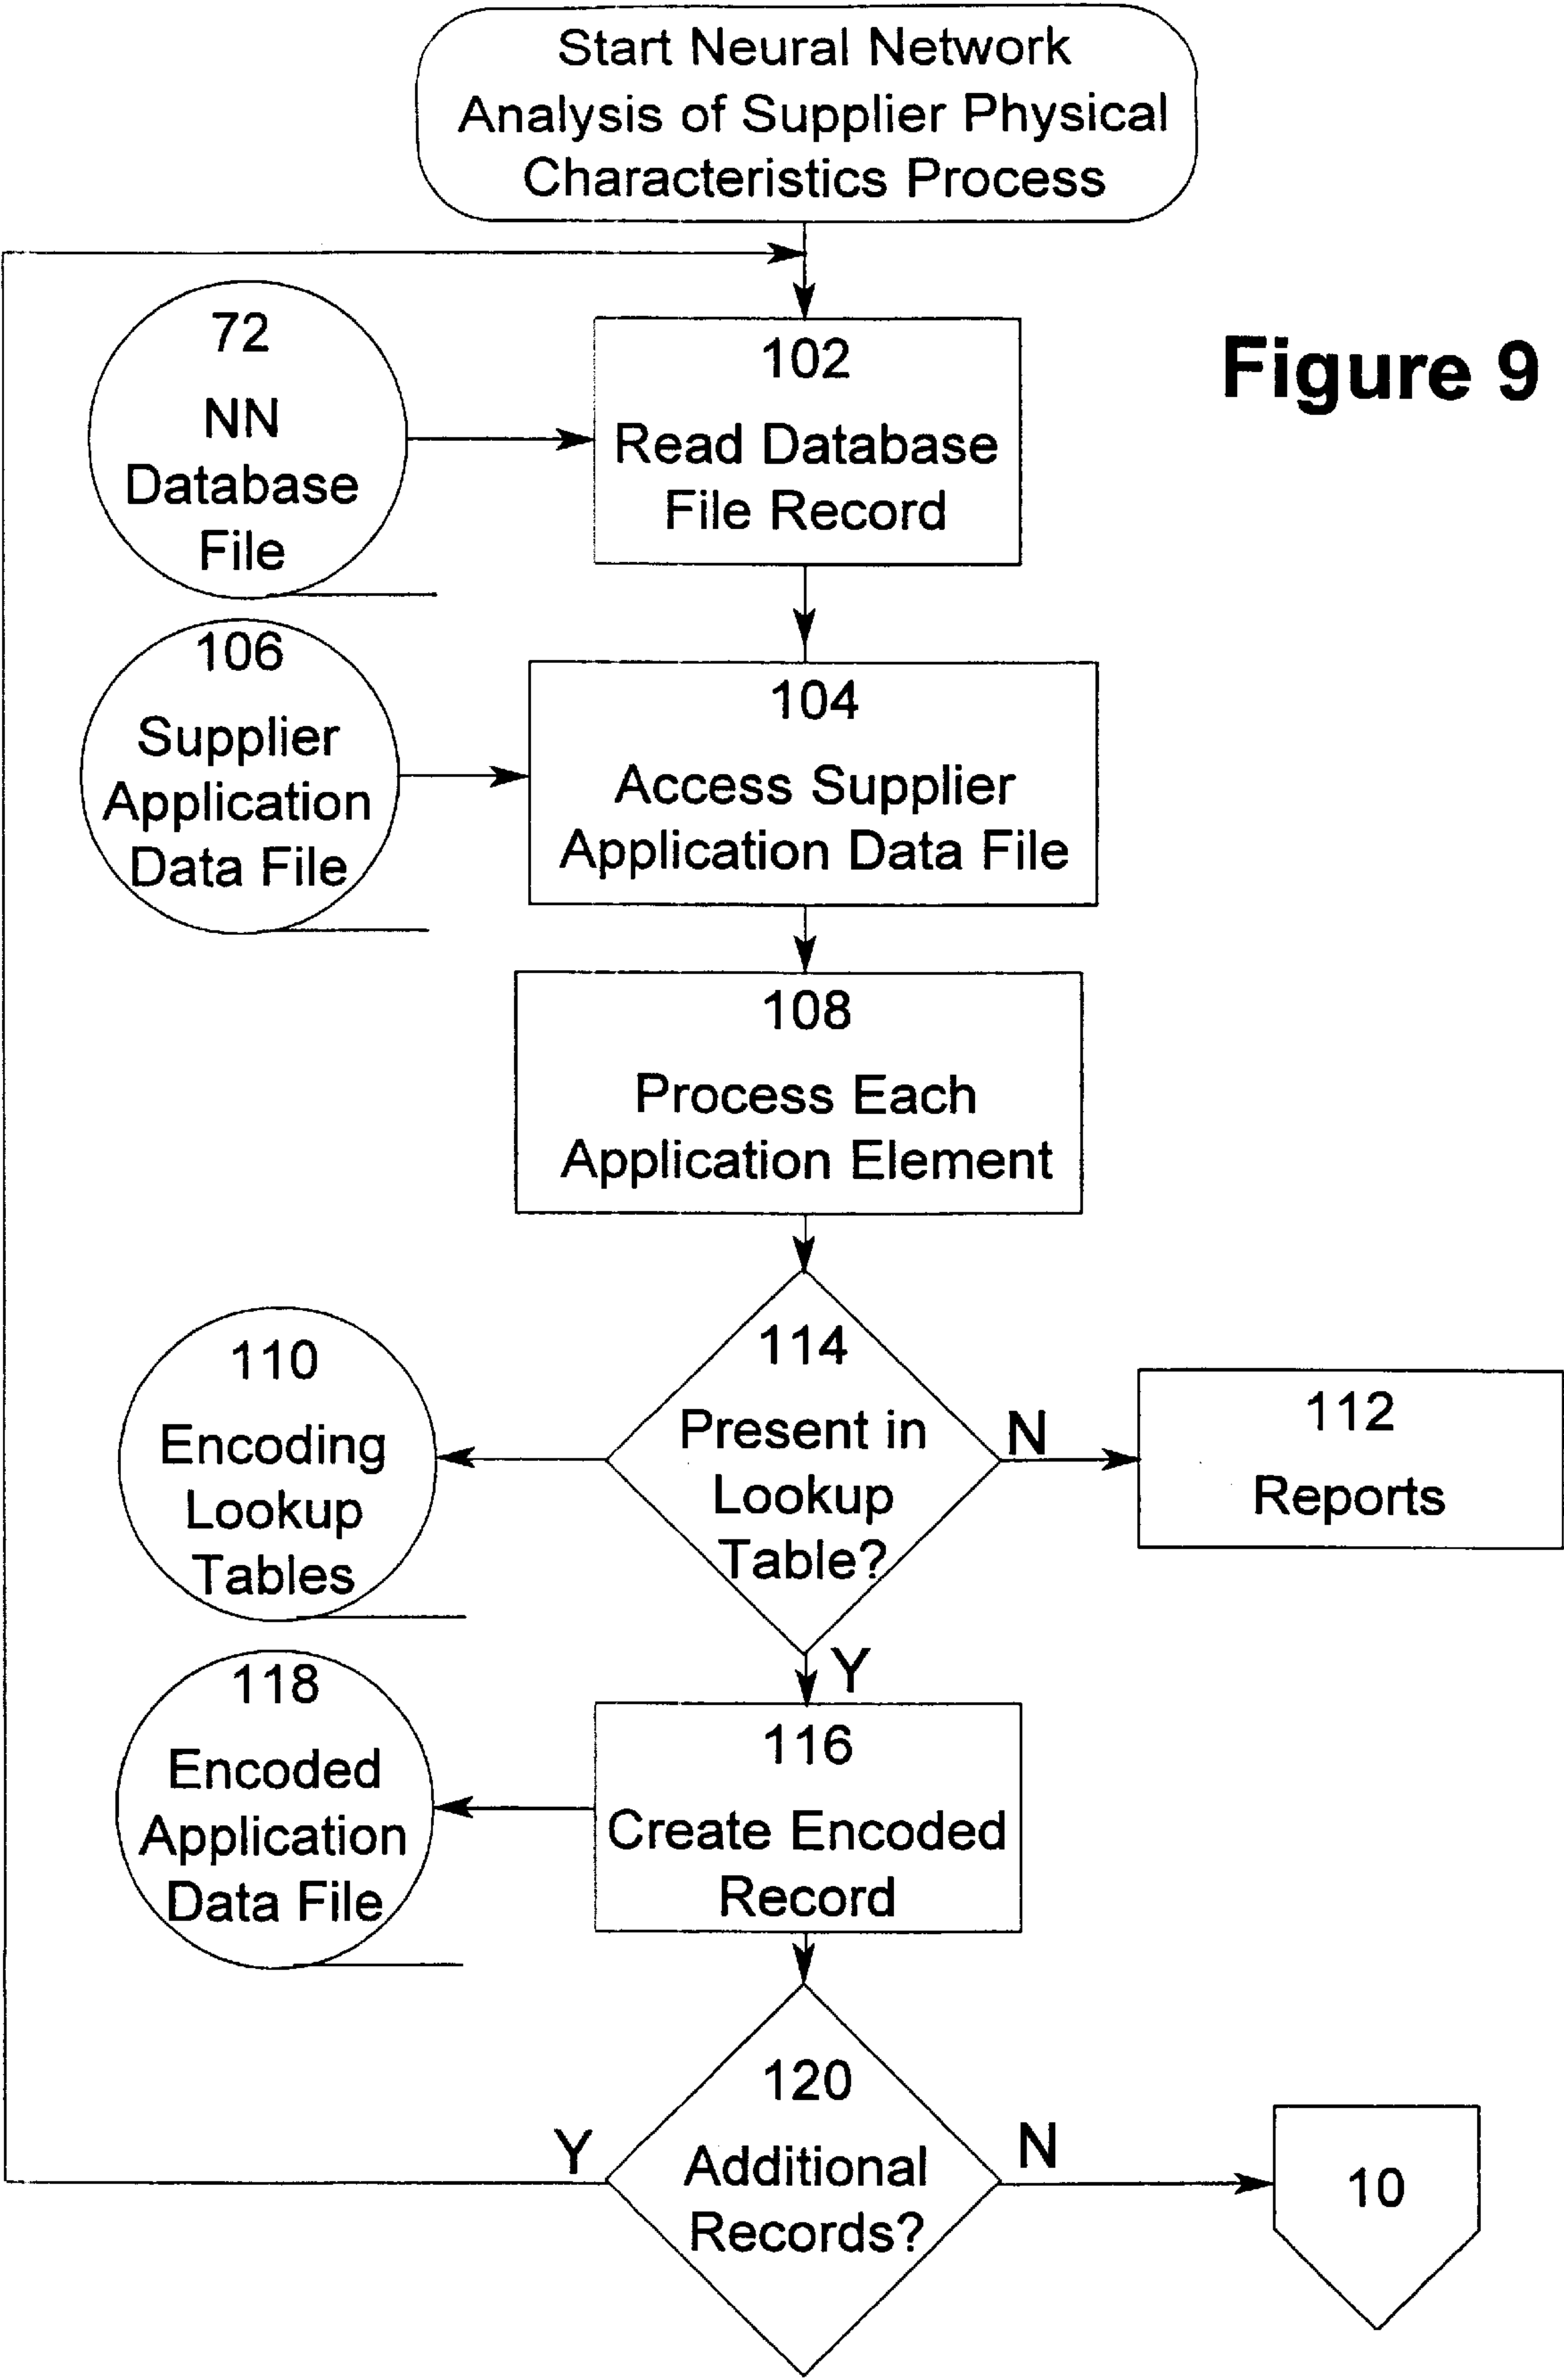 Start Neural Network
Analysis of Supplier Physical
Characteristics Process
Figure 9
72
NN
Database
File
102
Read Database
File Record
106
Supplier
Application
Data File
104
Access Supplier
Application Data File
108
Process Each
Application Element
110
Encoding
Lookup
Tables
114
Present in
Lookup
Table?
N
112
Reports
Y
118
Encoded
Application
Data File
116
Create Encoded
Record
120
Additional
Records?
Y
N
10